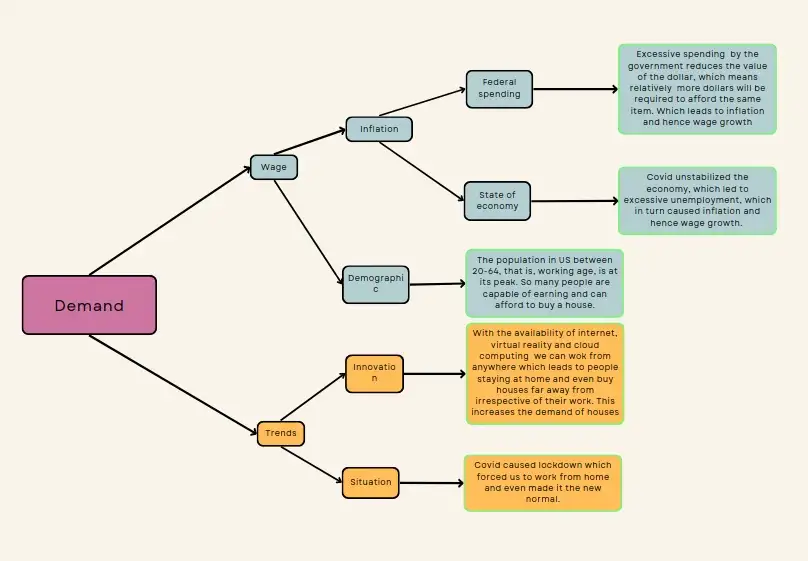 Demand
Wage
Inflation
Federal
spending
Excessive spending by the
government reduces the value
of the dollar, which means
relatively more dollars will be
required to afford the same
item. Which leads to inflation
and hence wage growth
State of
economy
Covid unstabilized the
economy, which led to
excessive unemployment, which
in turn caused inflation and
hence wage growth.
Demographi
c
The population in US between
20-64, that is, working age, is at
its peak. So many people are
capable of earning and can
afford to buy a house.
Trends
Innovatio
n
With the availability of internet,
virtual reality and cloud
computing we can wok from
anywhere which leads to people
staying at home and even buy
houses far away from
irrespective of their work. This
increases the demand of houses
Situation
Covid caused lockdown which
forced us to work from home
and even made it the new
normal.